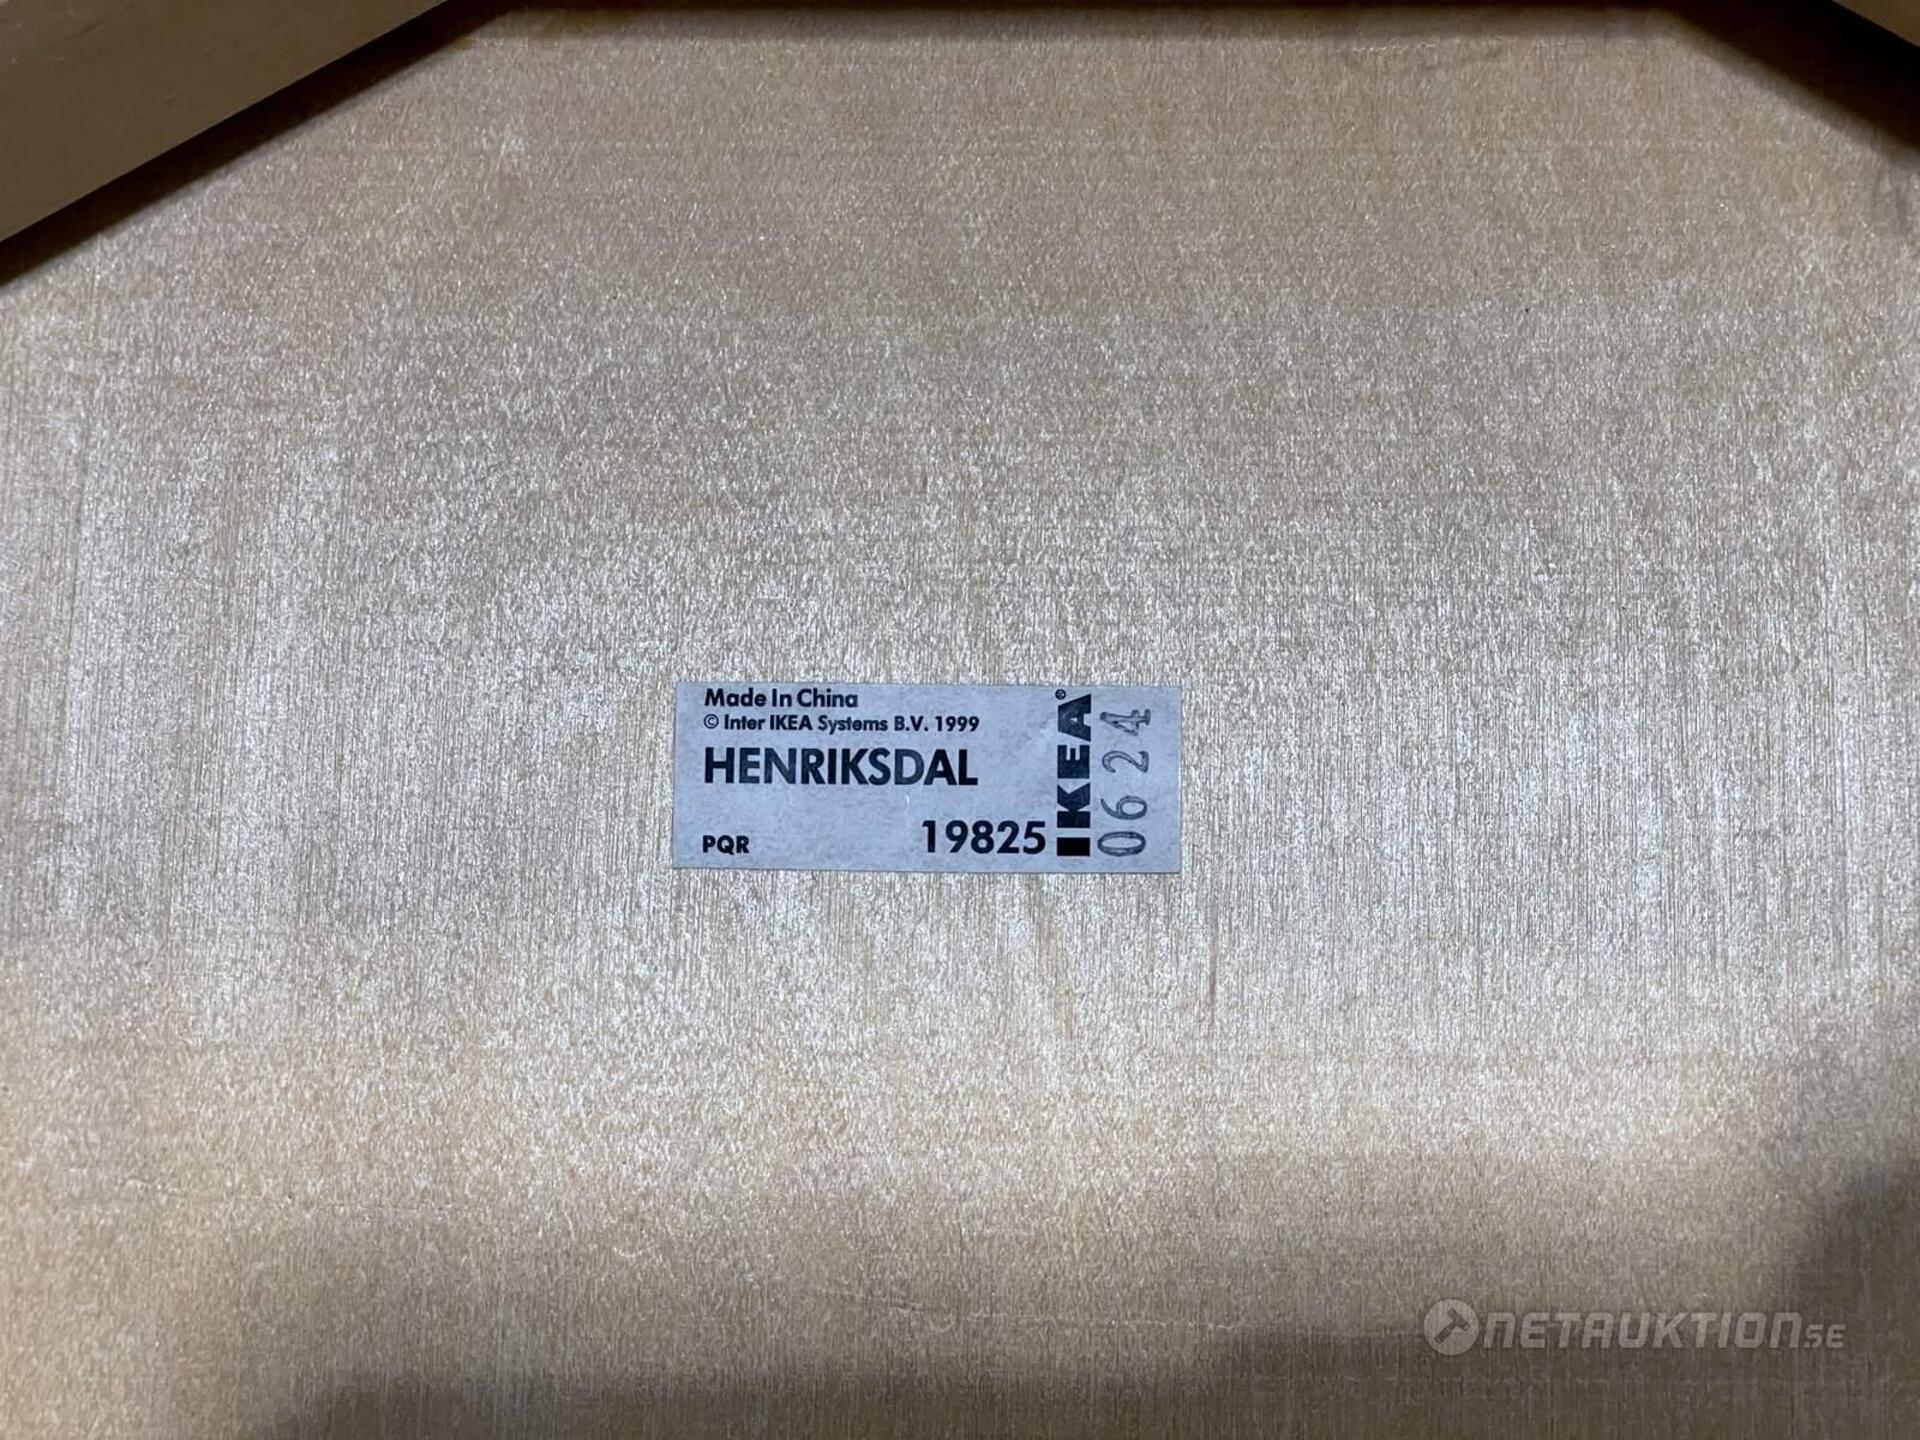 Made In China
© Inter IKEA Systems B.V. 1999
HENRIKSDAL
PQR 19825
IKEA®
0624
NETAUKTION.SE